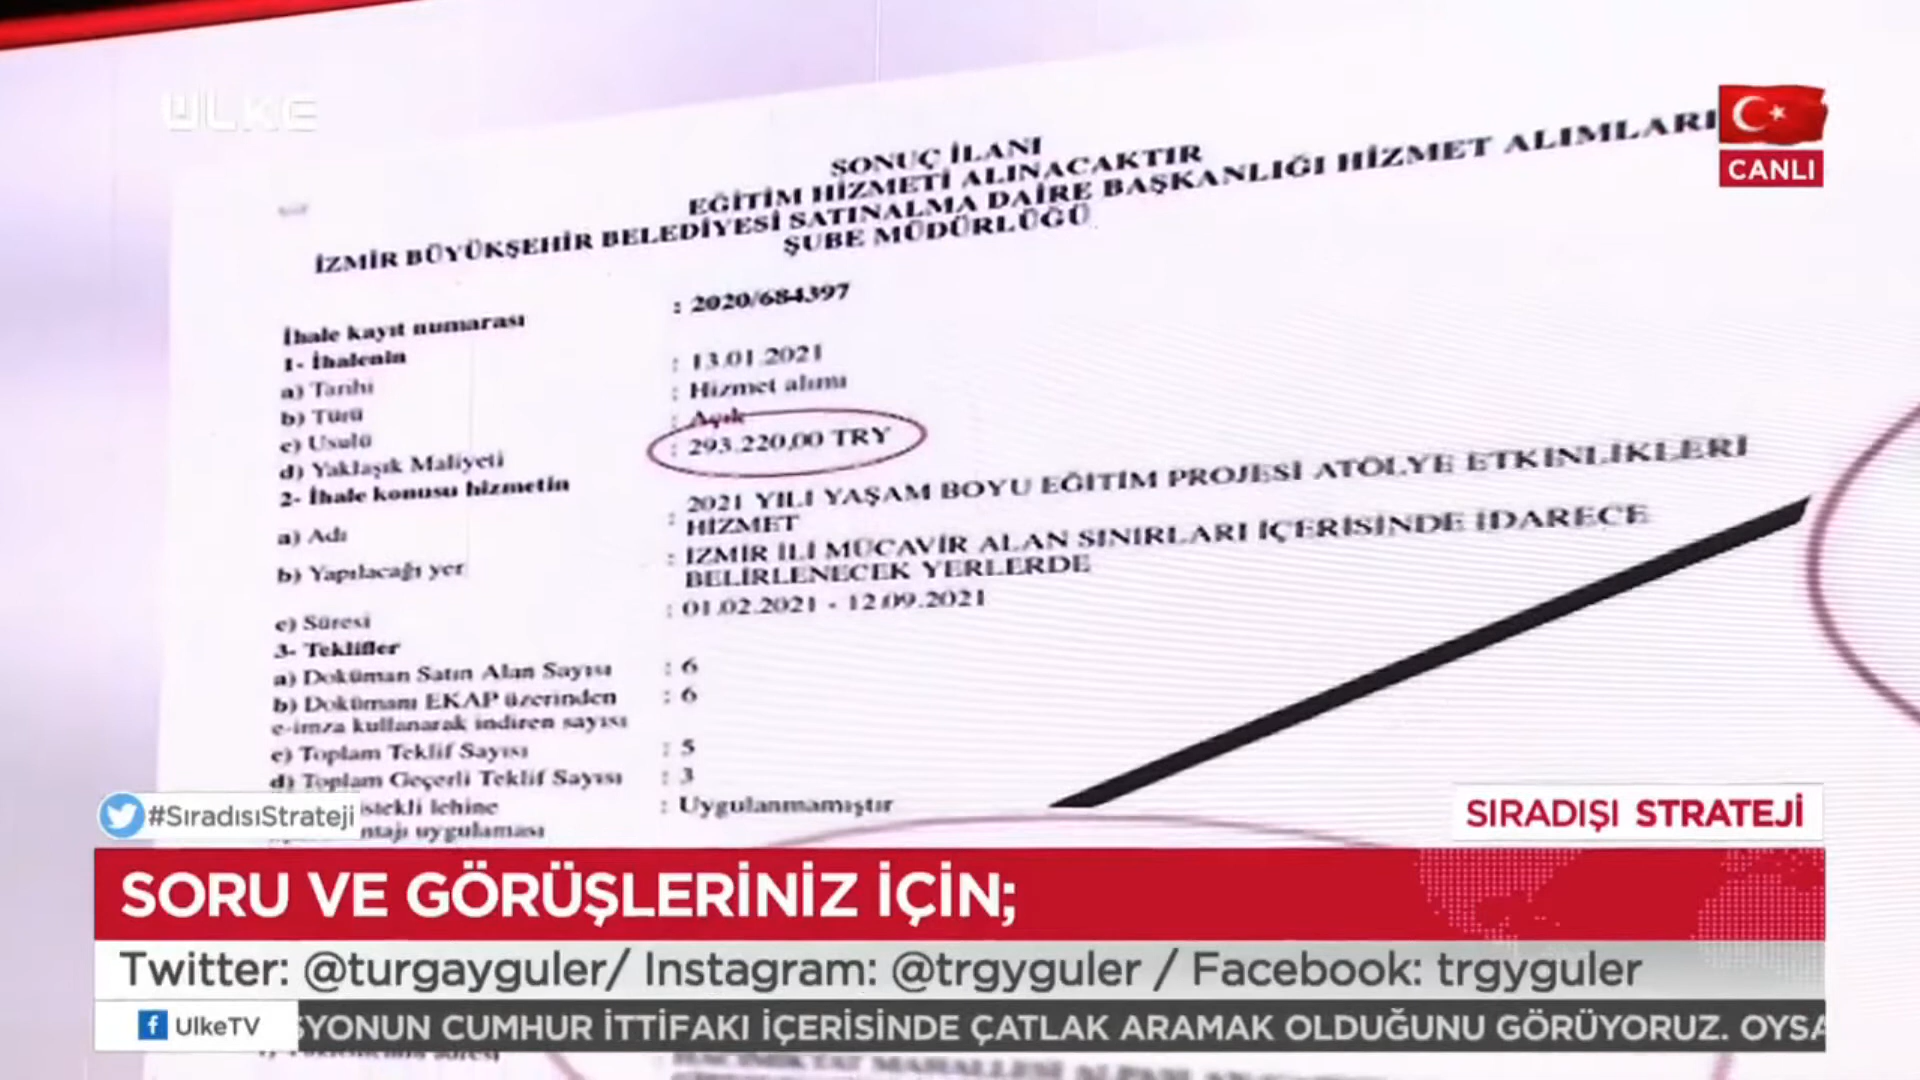 ÜLKE
CANLI
SONUÇ İLANI
EĞİTİM HİZMETİ ALINACAKTIR
İZMİR BÜYÜKŞEHİR BELEDİYESİ SATINALMA DAİRE BAŞKANLIĞI HİZMET ALIMLARI
ŞUBE MÜDÜRLÜĞÜ
İhale kayıt numarası : 2020/684397
1- İhalenin
a) Tarihi : 13.01.2021
b) Türü : Hizmet alımı
c) Usulü : Açık
d) Yaklaşık Maliyeti : 293.220,00 TRY
2- İhale konusu hizmetin
a) Adı : 2021 YILI YAŞAM BOYU EĞİTİM PROJESİ ATÖLYE ETKİNLİKLERİ
HİZMET
b) Yapılacağı yer : İZMİR İLİ MÜCAVİR ALAN SINIRLARI İÇERİSİNDE İDARECE
BELİRLENECEK YERLERDE
c) Süresi : 01.02.2021 - 12.09.2021
3- Teklifler
a) Doküman Satın Alan Sayısı : 6
b) Dokümanı EKAP üzerinden : 6
e-imza kullanarak indiren sayısı
c) Toplam Teklif Sayısı : 5
d) Toplam Geçerli Teklif Sayısı : 3
istekli lehine : Uygulanmamıştır
uygulaması
#SıradısıStrateji
SIRADIŞI STRATEJİ
SORU VE GÖRÜŞLERİNİZ İÇİN;
Twitter: @turgayguler/ Instagram: @trgyguler / Facebook: trgyguler
UlkeTV
SYONUN CUMHUR İTTİFAKI İÇERİSİNDE ÇATLAK ARAMAK OLDUĞUNU GÖRÜYORUZ. OYSA